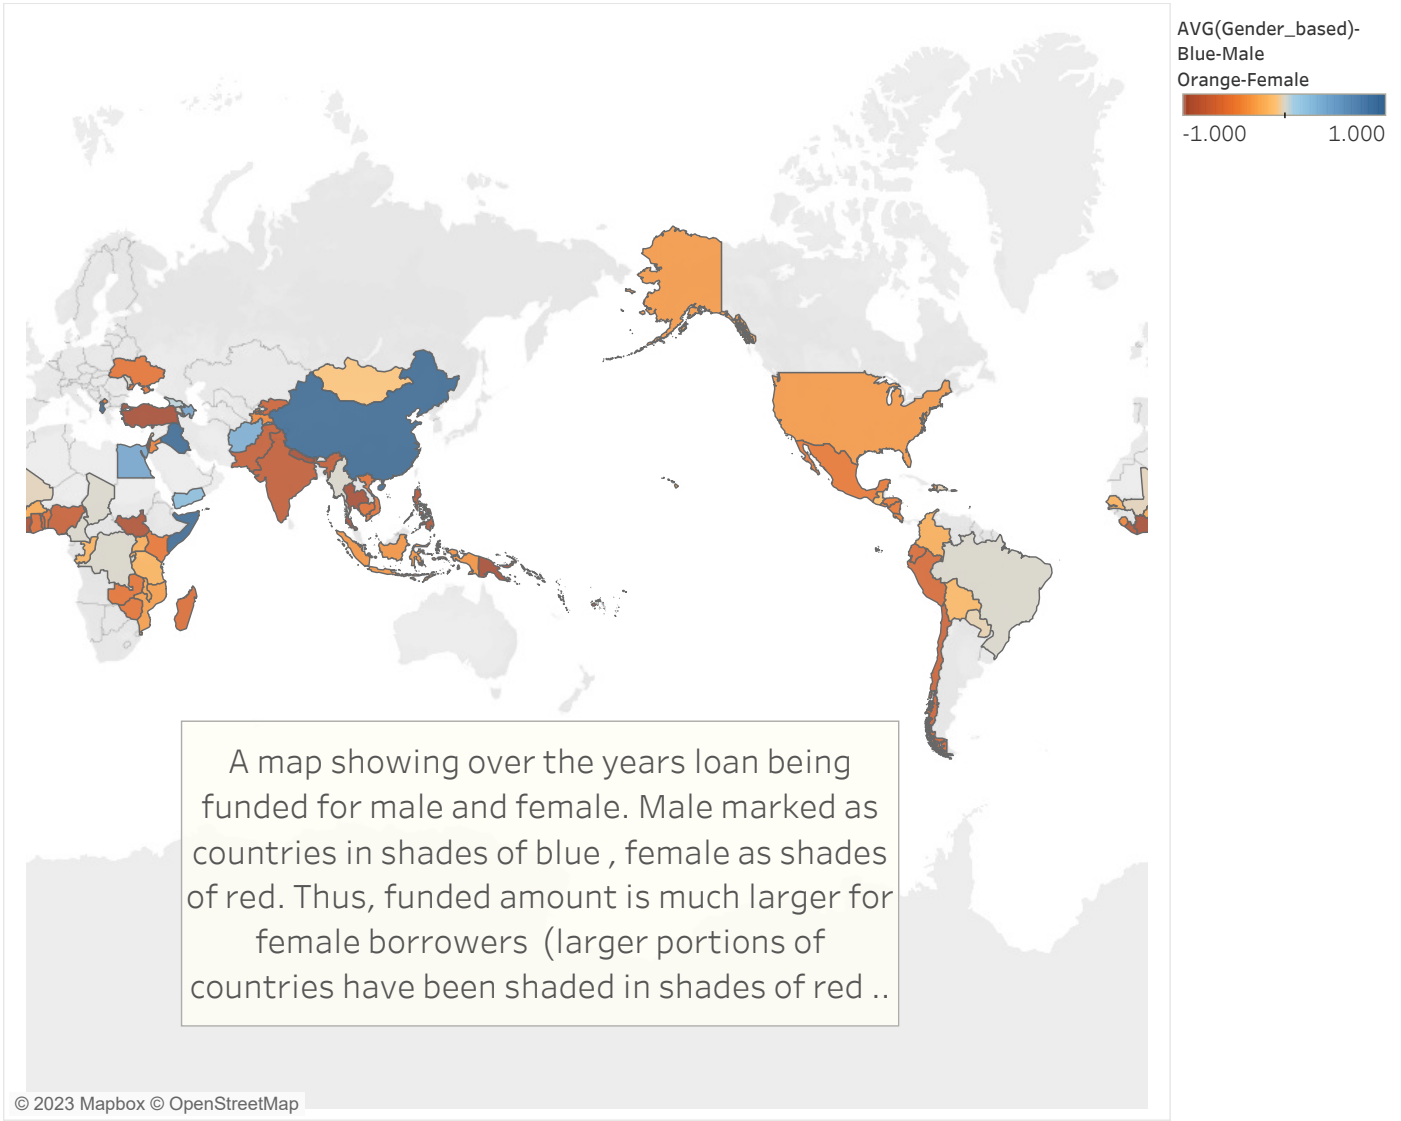 AVG(Gender_based)-
Blue-Male
Orange-Female
-1.000 1.000
A map showing over the years loan being
funded for male and female. Male marked as
countries in shades of blue , female as shades
of red. Thus, funded amount is much larger for
female borrowers  (larger portions of
countries have been shaded in shades of red ..
© 2023 Mapbox © OpenStreetMap